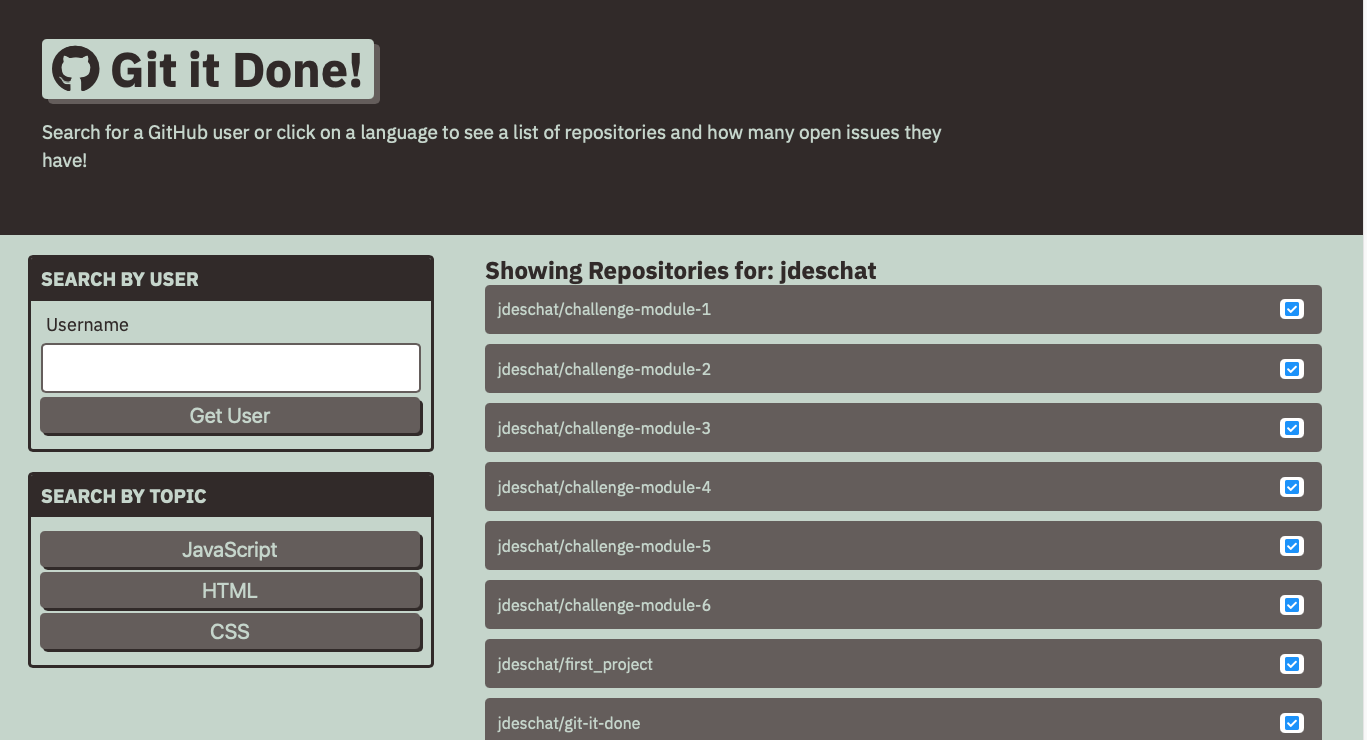 Git it Done!
Search for a GitHub user or click on a language to see a list of repositories and how many open issues they
have!
SEARCH BY USER
Username
Get User
SEARCH BY TOPIC
JavaScript
HTML
CSS
Showing Repositories for: jdeschat
jdeschat/challenge-module-1
jdeschat/challenge-module-2
jdeschat/challenge-module-3
jdeschat/challenge-module-4
jdeschat/challenge-module-5
jdeschat/challenge-module-6
jdeschat/first_project
jdeschat/git-it-done